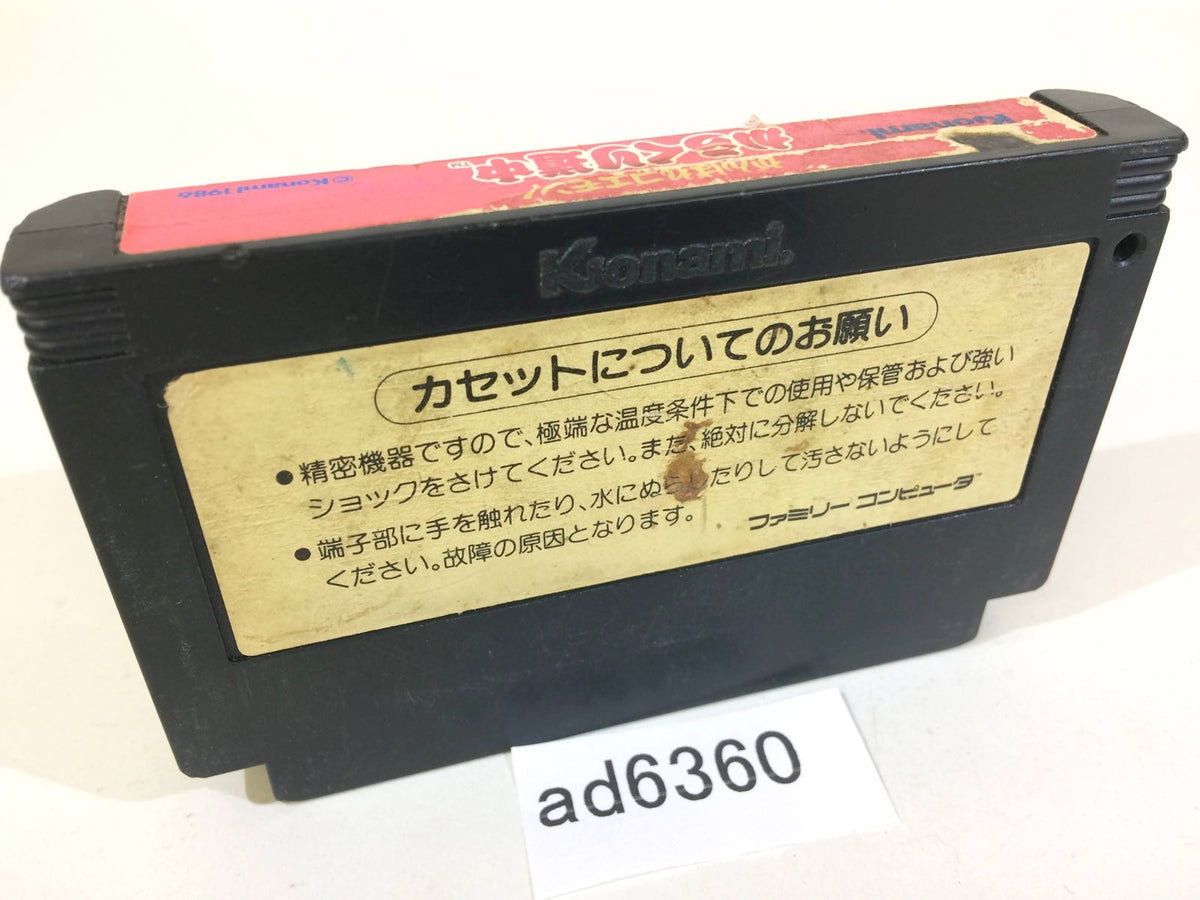 Konami.
がんばれゴエモン!
からくり道中™
©Konami 1986
Konami.
カセットについてのお願い
●精密機器ですので、極端な温度条件下での使用や保管および強い
ショックをさけてください。また、絶対に分解しないでください。
●端子部に手を触れたり、水にぬらしたりして汚さないようにして
ください。故障の原因となります。
ファミリーコンピュータ
ad6360